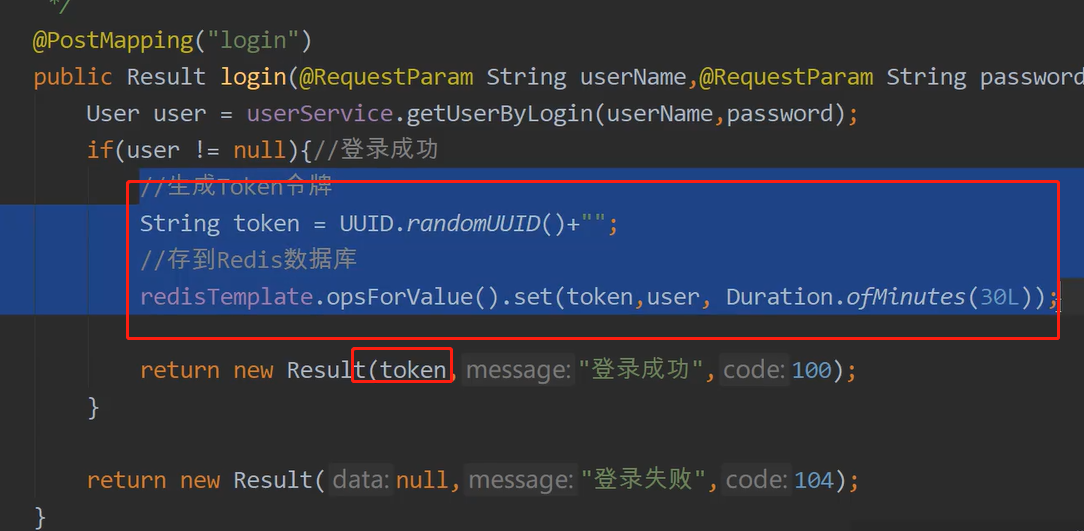 */
@PostMapping("login")
public Result login(@RequestParam String userName,@RequestParam String password
User user = userService.getUserByLogin(userName,password);
if(user != null){//登录成功
//生成Token令牌
String token = UUID.randomUUID()+"";
//存到Redis数据库
redisTemplate.opsForValue().set(token,user, Duration.ofMinutes(30L));
return new Result(token, message: "登录成功", code: 100);
}
return new Result( data: null, message: "登录失败", code: 104);
}